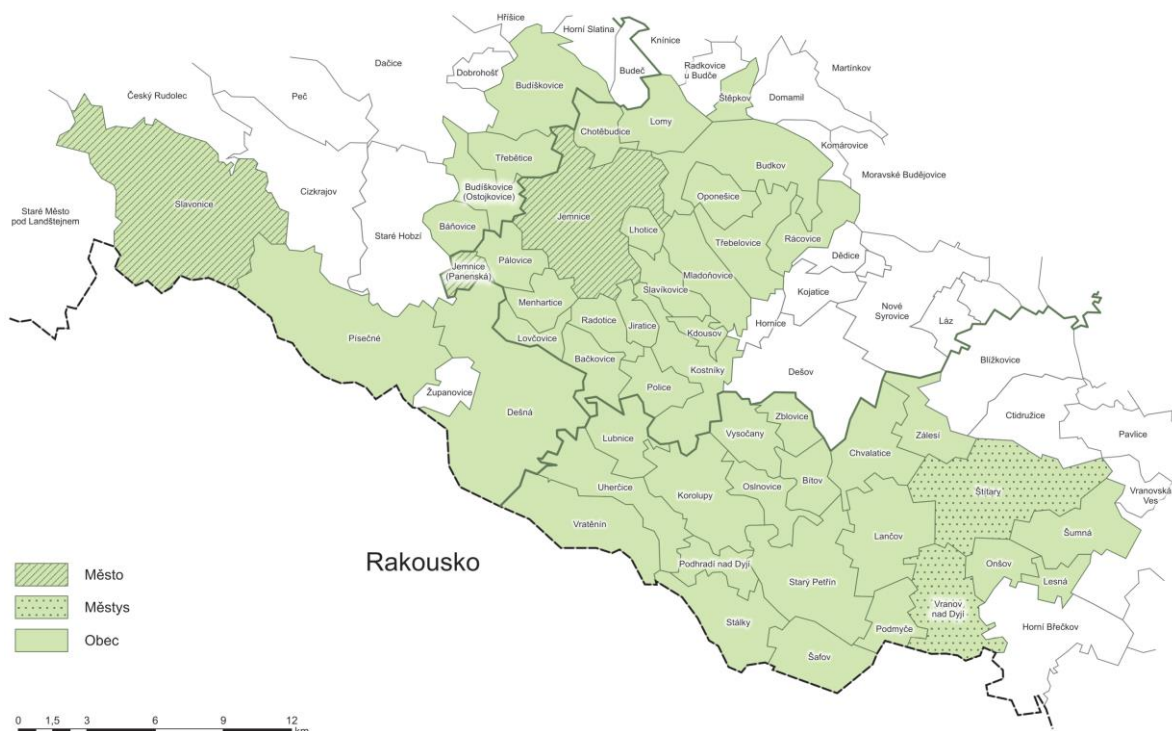 Hříšice
Horní Slatina
Knínice
Dačice
Dobrohošť
Budeč
Radkovice
u Budče
Martínkov
Český Rudolec
Peč
Budíškovice
Štěpkov
Domamil
Chotěbudice
Lomy
Komárovice
Třebětice
Budkov
Moravské Budějovice
Cizkrajov
Budíškovice
(Ostojkovice)
Oponešice
Slavonice
Jemnice
Staré Město
pod Landštejnem
Staré Hobzí
Báňovice
Lhotice
Třebelovice
Rácovice
Dědice
Pálovice
Jemnice
(Panenská)
Mladoňovice
Slavíkovice
Kojatice
Menhartice
Nové
Syrovice
Radotice
Jiratice
Hornice
Láz
Písečné
Lovčovice
Kdousov
Bačkovice
Kostníky
Dešov
Blížkovice
Županovice
Police
Dešná
Zblovice
Ctidružice
Vysočany
Zálesí
Pavlice
Lubnice
Chvalatice
Uherčice
Korolupy
Oslnovice
Bítov
Štítary
Vranovská
Ves
Vratěnín
Lančov
Šumná
Rakousko
Podhradí nad Dyjí
Starý Petřín
Onšov
Lesná
Město
Městys
Obec
Vranov
nad Dyjí
Stálky
Podmyče
Horní Břečkov
Šafov
0 1,5 3 6 9 12
km